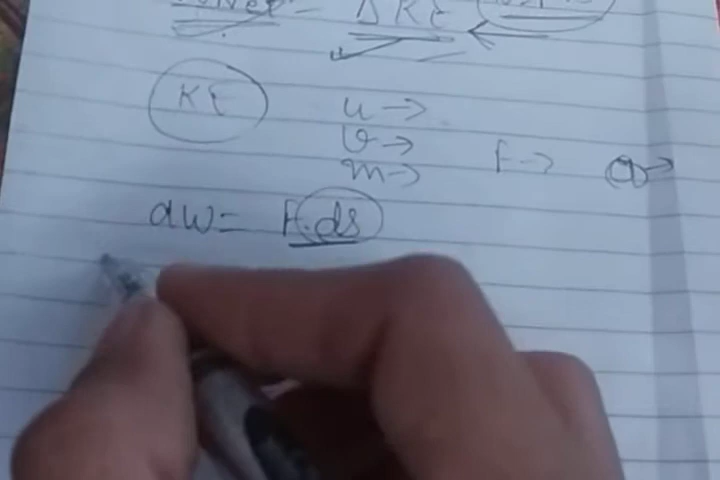 = ΔKE
KE u →
v →
m → F → a →
dw = F.ds